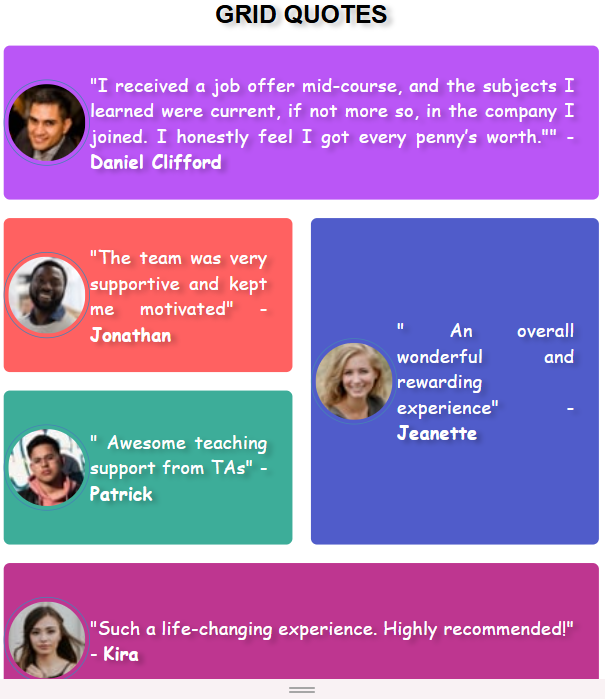 GRID QUOTES
"I received a job offer mid-course, and the subjects I
learned were current, if not more so, in the company I
joined. I honestly feel I got every penny's worth."" -
Daniel Clifford
"The team was very
supportive and kept
me motivated" -
Jonathan
" An overall
wonderful and
rewarding
experience" -
Jeanette
" Awesome teaching
support from TAs" -
Patrick
"Such a life-changing experience. Highly recommended!"
- Kira